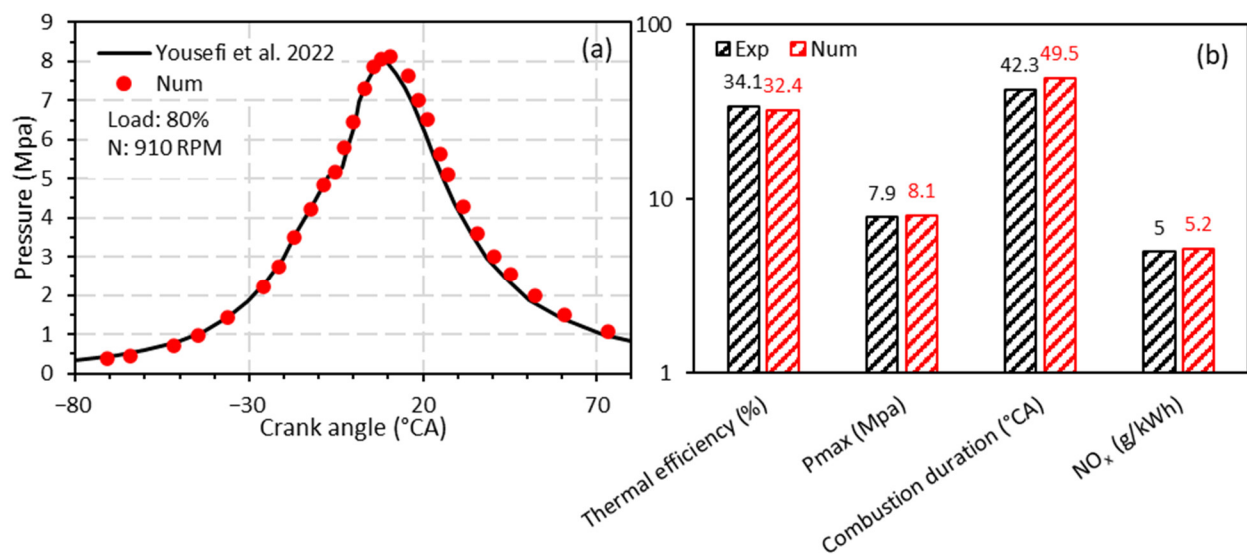 (a)
Yousefi et al. 2022
Num
Load: 80%
N: 910 RPM
9
8
7
6
5
4
3
2
1
0
Pressure (Mpa)
−80
−30
20
70
Crank angle (°CA)
(b)
Exp
Num
100
10
1
34.1
32.4
7.9
8.1
42.3
49.5
5
5.2
Thermal efficiency (%)
Pmax (Mpa)
Combustion duration (°CA)
NOₓ (g/kWh)